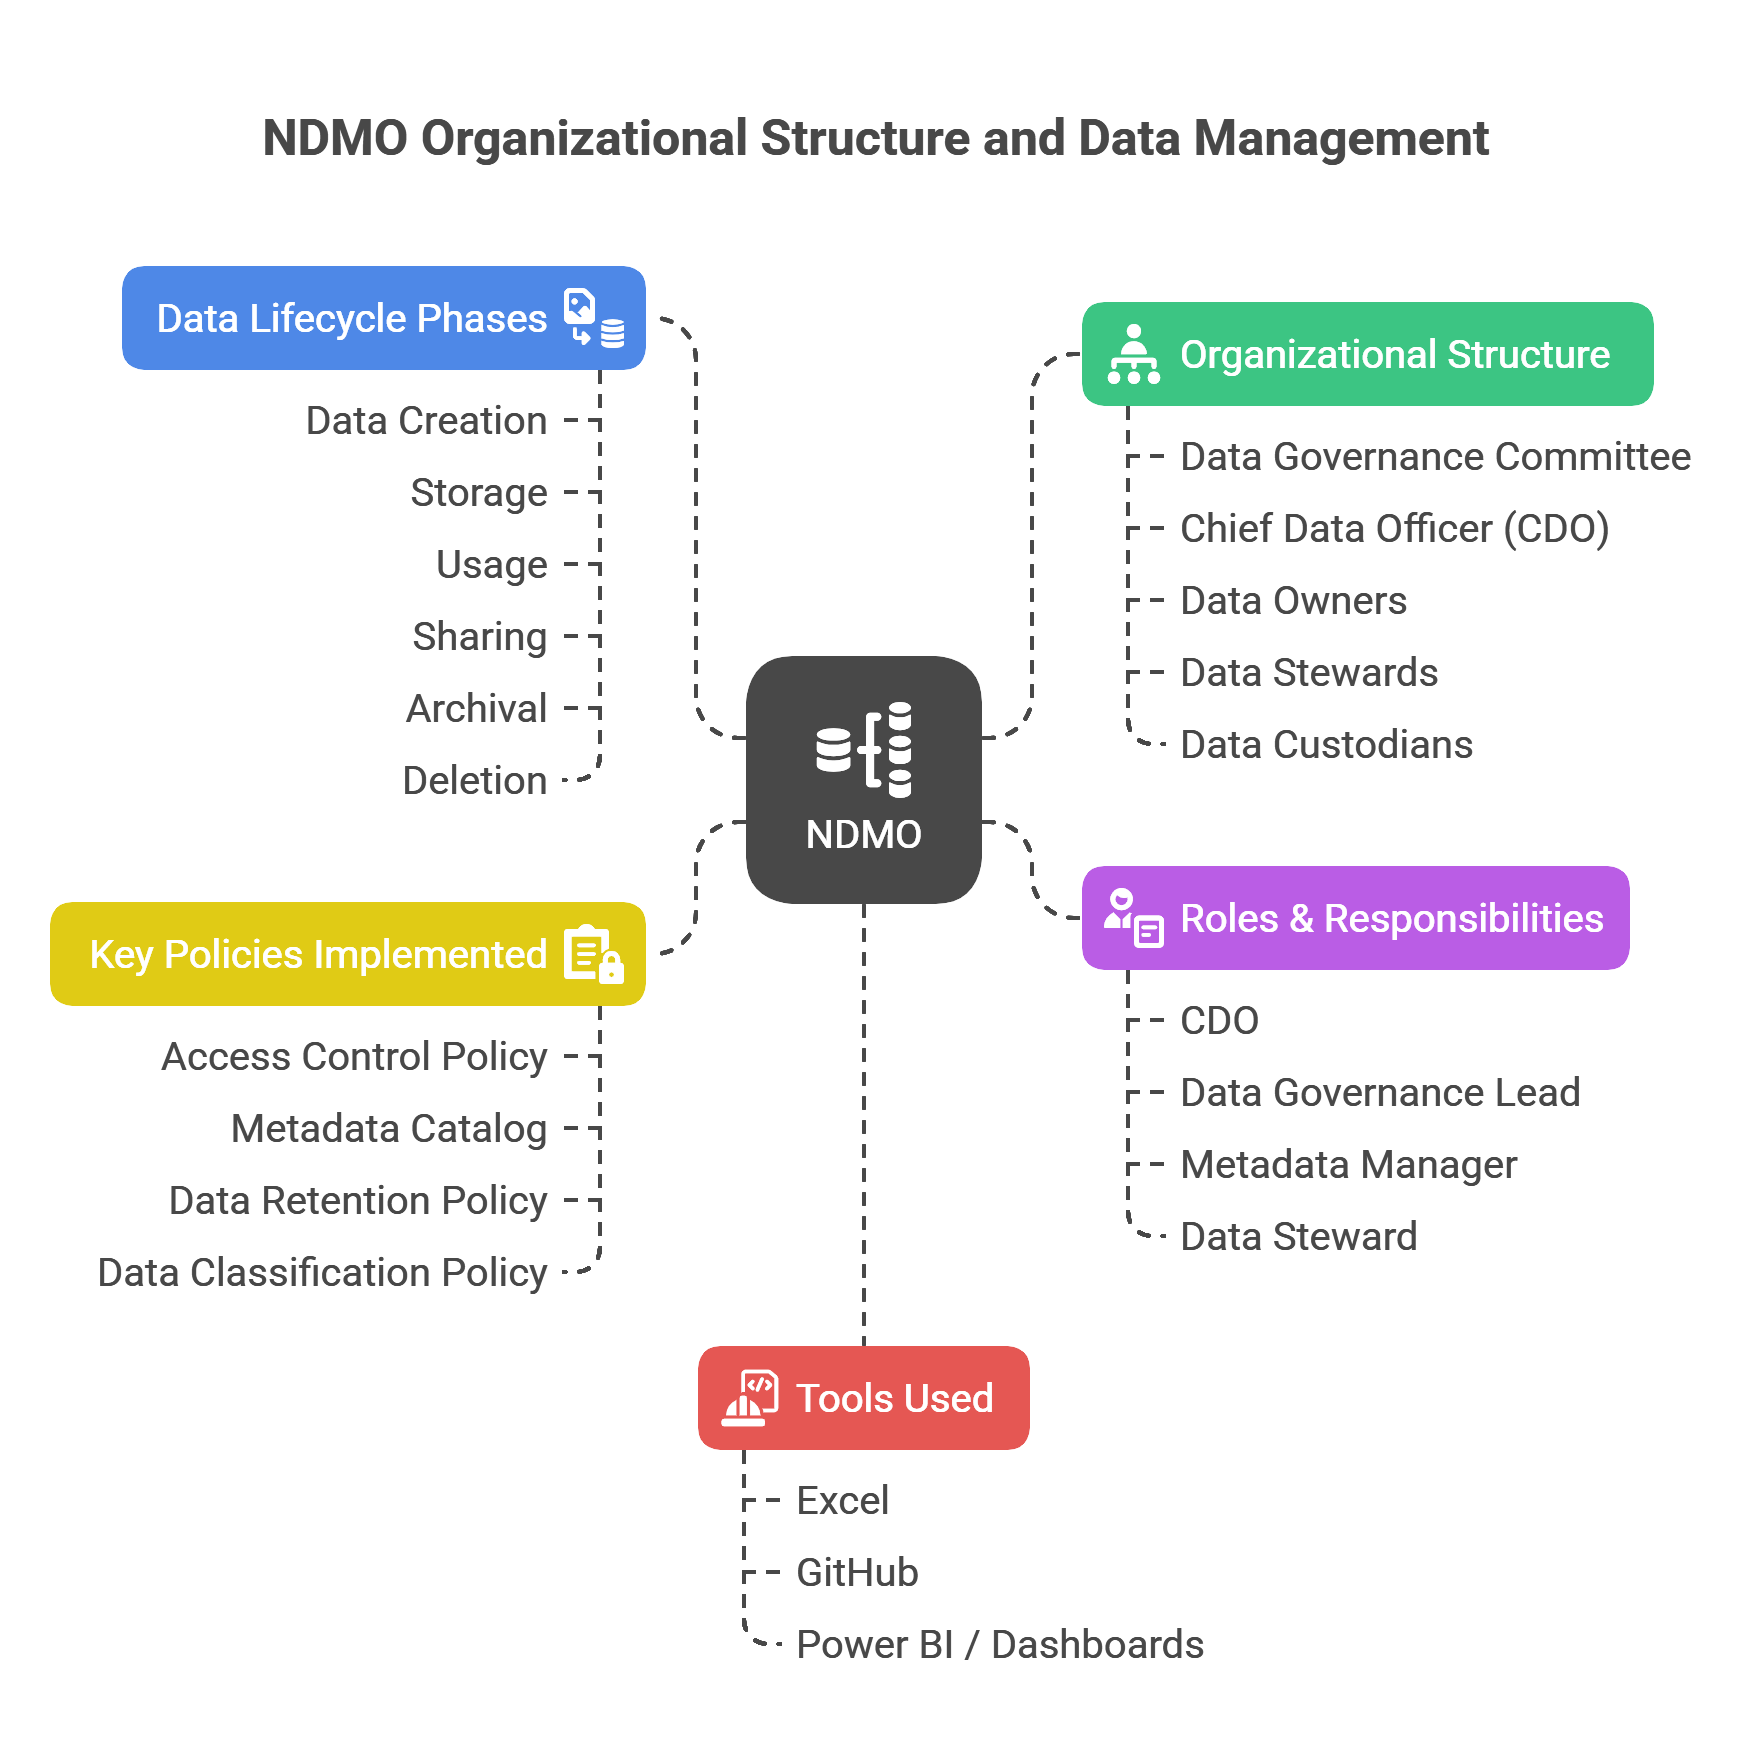 NDMO Organizational Structure and Data Management
Data Lifecycle Phases
Data Creation
Storage
Usage
Sharing
Archival
Deletion
Key Policies Implemented
Access Control Policy
Metadata Catalog
Data Retention Policy
Data Classification Policy
NDMO
Organizational Structure
Data Governance Committee
Chief Data Officer (CDO)
Data Owners
Data Stewards
Data Custodians
Roles & Responsibilities
CDO
Data Governance Lead
Metadata Manager
Data Steward
Tools Used
Excel
GitHub
Power BI / Dashboards